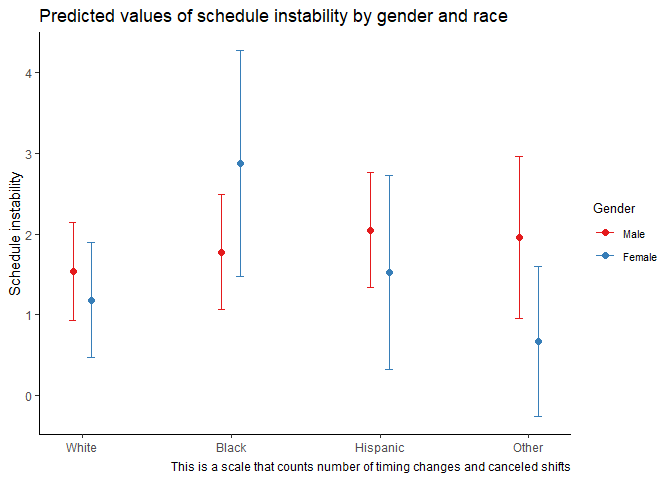 Predicted values of schedule instability by gender and race
Schedule instability
4
3
2
1
0
White
Black
Hispanic
Other
This is a scale that counts number of timing changes and canceled shifts
Gender
Male
Female